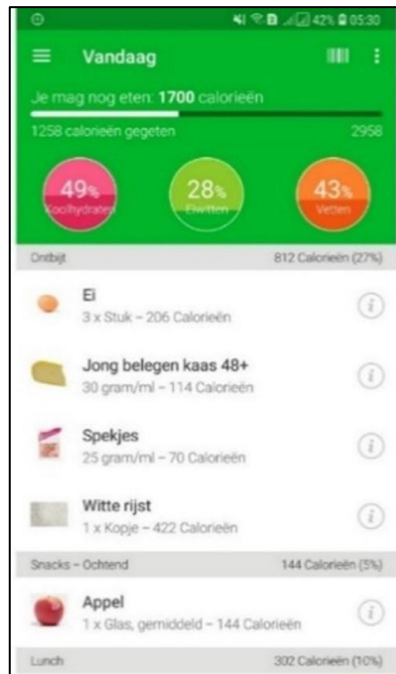 42% 05:30
Vandaag
Je mag nog eten: 1700 calorieën
1258 calorieën gegeten 2958
49% 28% 43%
Koolhydraten Eiwitten Vetten
Ontbijt 812 Calorieën (27%)
Ei
3 x Stuk – 206 Calorieën
Jong belegen kaas 48+
30 gram/ml – 114 Calorieën
Spekjes
25 gram/ml – 70 Calorieën
Witte rijst
1 x Kopje – 422 Calorieën
Snacks – Ochtend 144 Calorieën (5%)
Appel
1 x Glas, gemiddeld – 144 Calorieën
Lunch 302 Calorieën (10%)